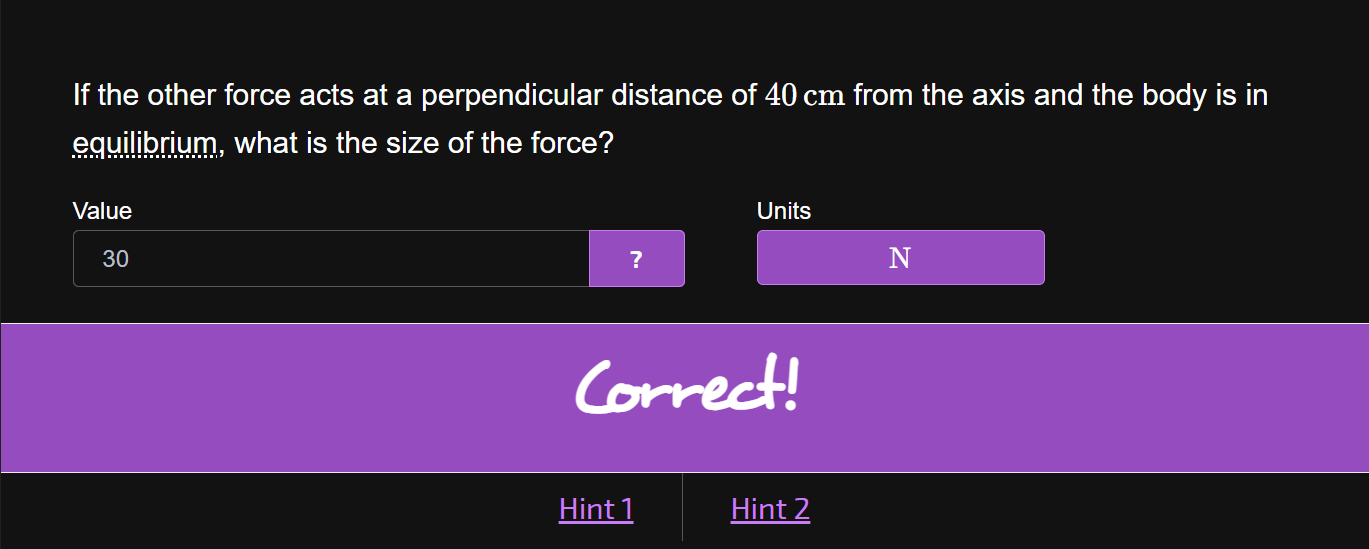 If the other force acts at a perpendicular distance of 40 cm from the axis and the body is in
equilibrium, what is the size of the force?
Value
Units
30
?
N
Correct!
Hint 1
Hint 2